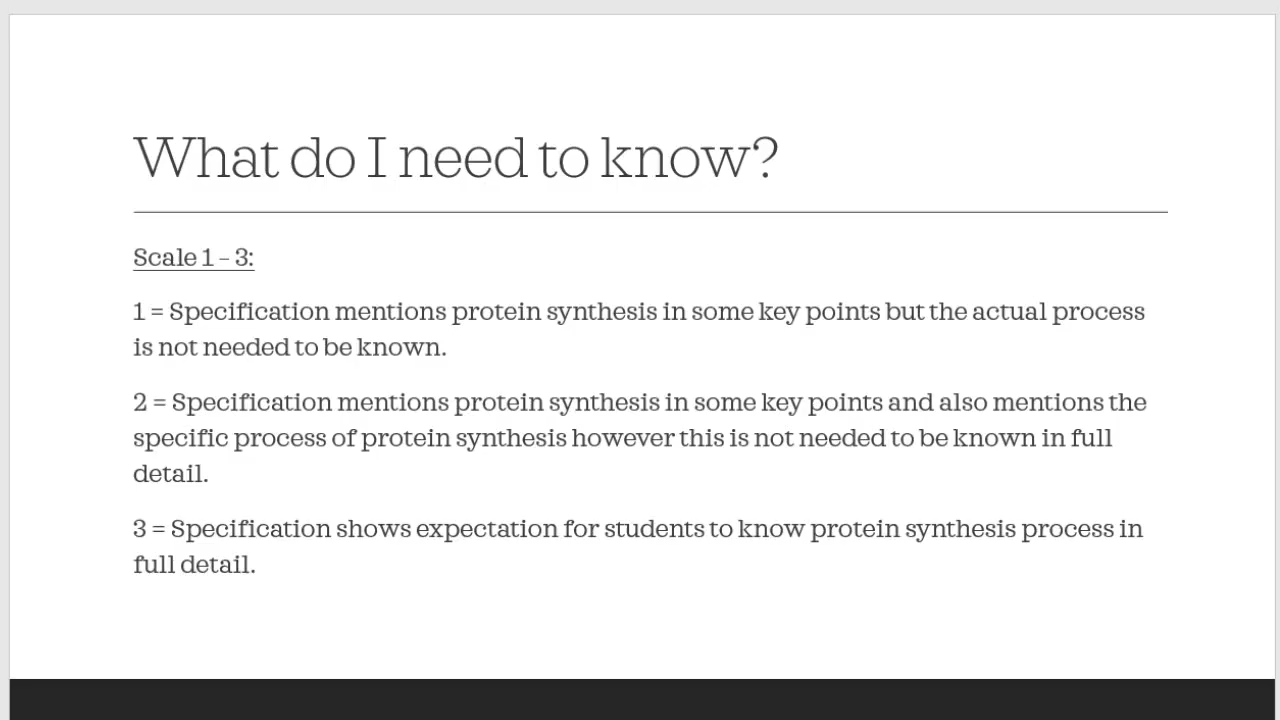 What do I need to know?
Scale 1 – 3:
1 = Specification mentions protein synthesis in some key points but the actual process
is not needed to be known.
2 = Specification mentions protein synthesis in some key points and also mentions the
specific process of protein synthesis however this is not needed to be known in full
detail.
3 = Specification shows expectation for students to know protein synthesis process in
full detail.